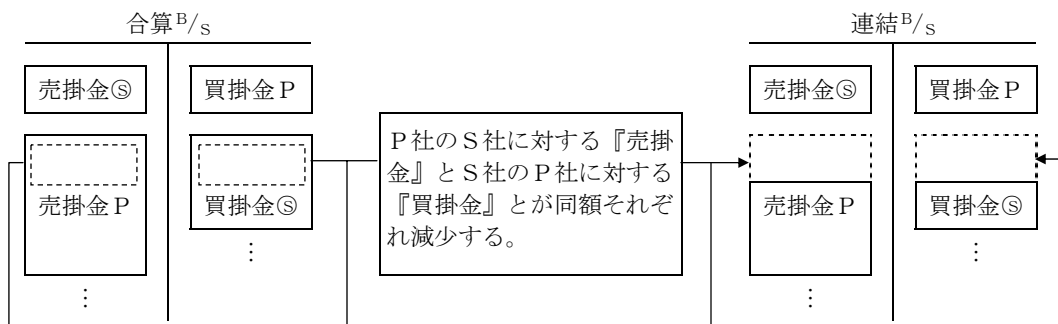 合算B/S
売掛金Ⓢ
買掛金Ｐ
売掛金Ｐ
買掛金Ⓢ
⋮
⋮
Ｐ社のＳ社に対する『売掛
金』とＳ社のＰ社に対する
『買掛金』とが同額それぞ
れ減少する。
連結B/S
売掛金Ⓢ
買掛金Ｐ
売掛金Ｐ
買掛金Ⓢ
⋮
⋮